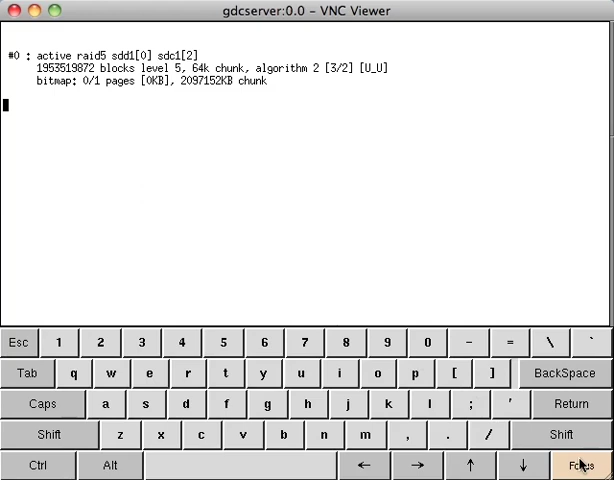 gdcserver:0.0 – VNC Viewer
#0 : active raid5 sdd1[0] sdc1[2]
1953519872 blocks level 5, 64k chunk, algorithm 2 [3/2] [U_U]
bitmap: 0/1 pages [0KB], 2097152KB chunk
Esc 1 2 3 4 5 6 7 8 9 0 - = \ `
Tab q w e r t y u i o p [ ] BackSpace
Caps a s d f g h j k l ; ' Return
Shift z x c v b n m , . / Shift
Ctrl Alt ← → ↑ ↓